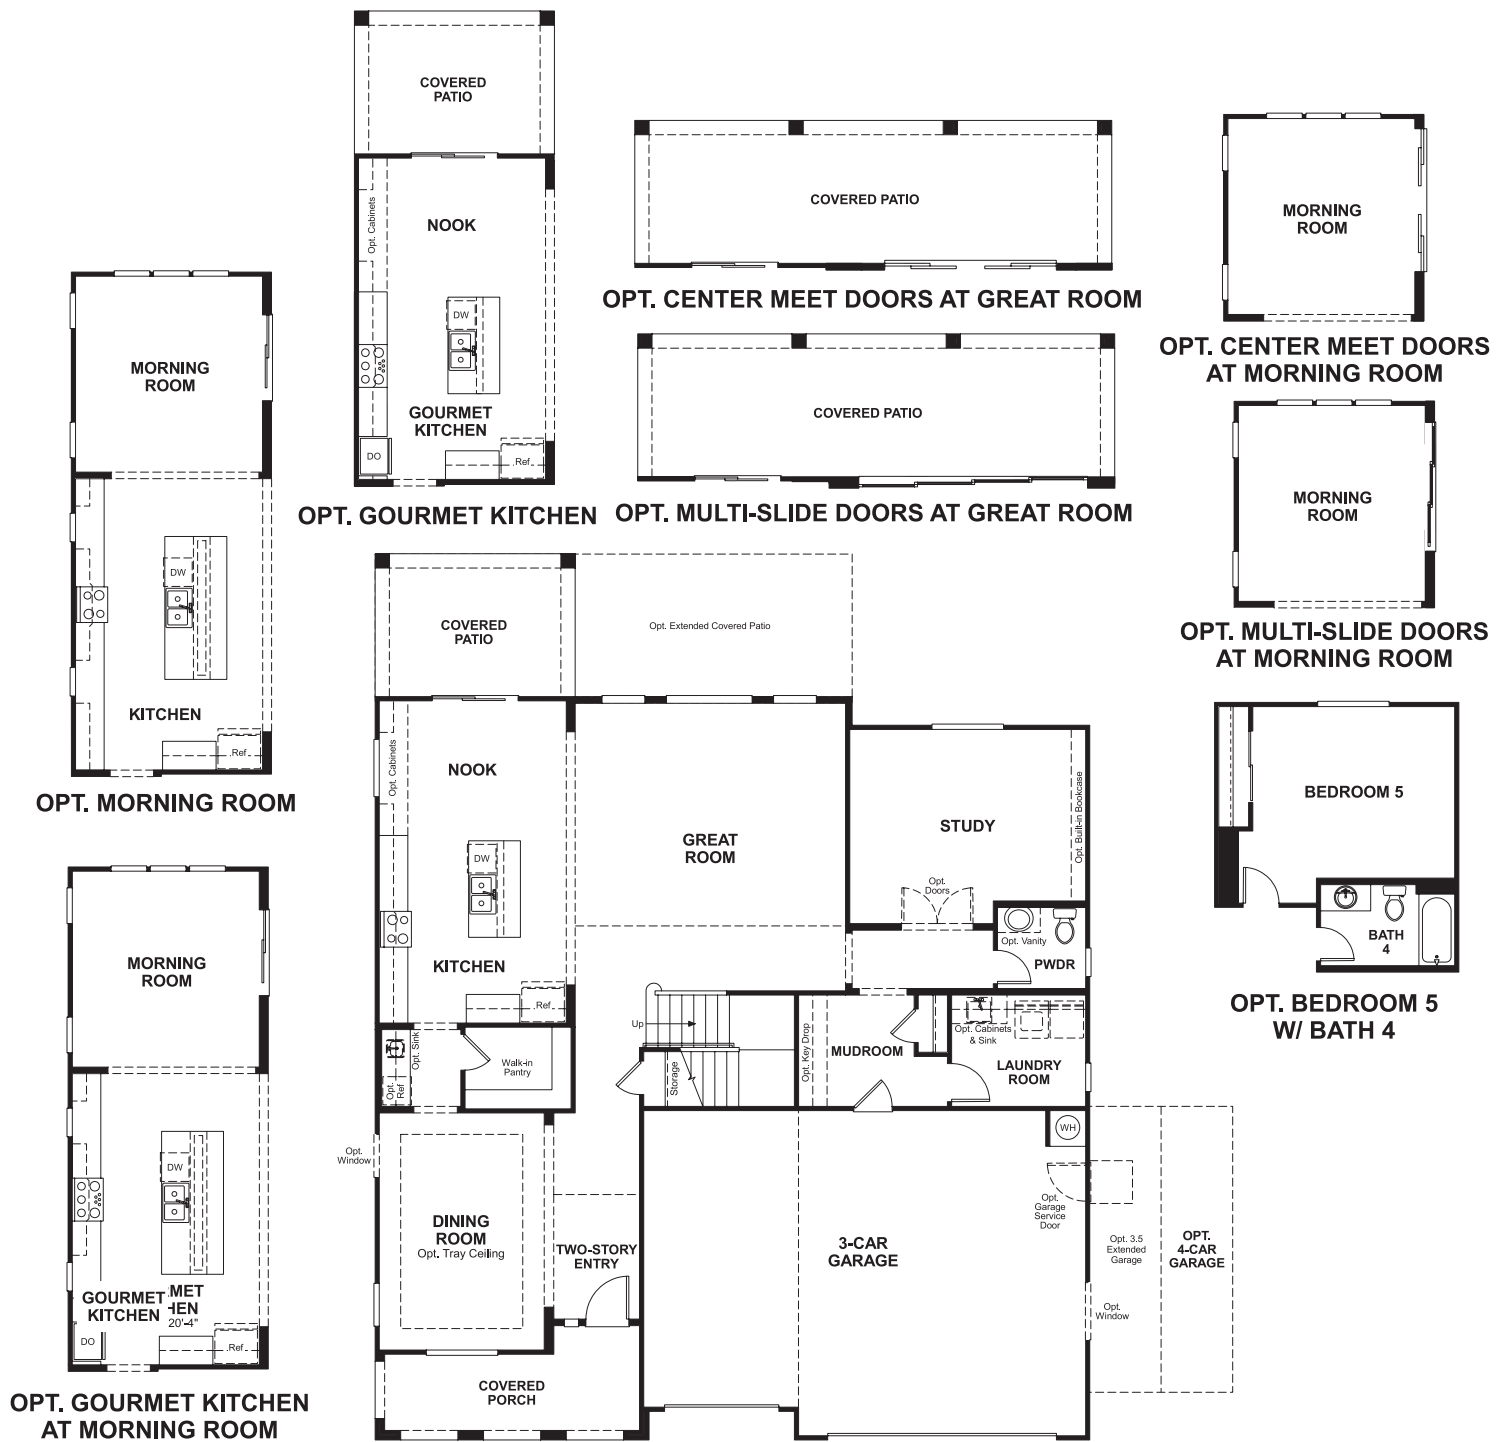 COVERED
PATIO
Opt. Cabinets
NOOK
DW
GOURMET
KITCHEN
DO
Ref
OPT. GOURMET KITCHEN
COVERED PATIO
OPT. CENTER MEET DOORS AT GREAT ROOM
COVERED PATIO
OPT. MULTI-SLIDE DOORS AT GREAT ROOM
MORNING
ROOM
OPT. CENTER MEET DOORS
AT MORNING ROOM
MORNING
ROOM
OPT. MULTI-SLIDE DOORS
AT MORNING ROOM
MORNING
ROOM
DW
KITCHEN
Ref
OPT. MORNING ROOM
BEDROOM 5
BATH
4
OPT. BEDROOM 5
W/ BATH 4
MORNING
ROOM
DW
GOURMET
KITCHEN
RMET
HEN
20'-4"
DO
Ref
OPT. GOURMET KITCHEN
AT MORNING ROOM
COVERED
PATIO
Opt. Extended Covered Patio
Opt. Cabinets
NOOK
DW
KITCHEN
Ref
GREAT
ROOM
STUDY
Opt. Built-in Bookcase
Opt.
Doors
Opt. Vanity
PWDR
Up
Opt. Sink
Opt.
Ref
Walk-in
Pantry
Storage
Opt. Key Drop
MUDROOM
Opt. Cabinets
& Sink
LAUNDRY
ROOM
WH
Opt.
Window
DINING
ROOM
Opt. Tray Ceiling
TWO-STORY
ENTRY
3-CAR
GARAGE
Opt.
Garage
Service
Door
Opt. 3.5
Extended
Garage
OPT.
4-CAR
GARAGE
Opt.
Window
COVERED
PORCH